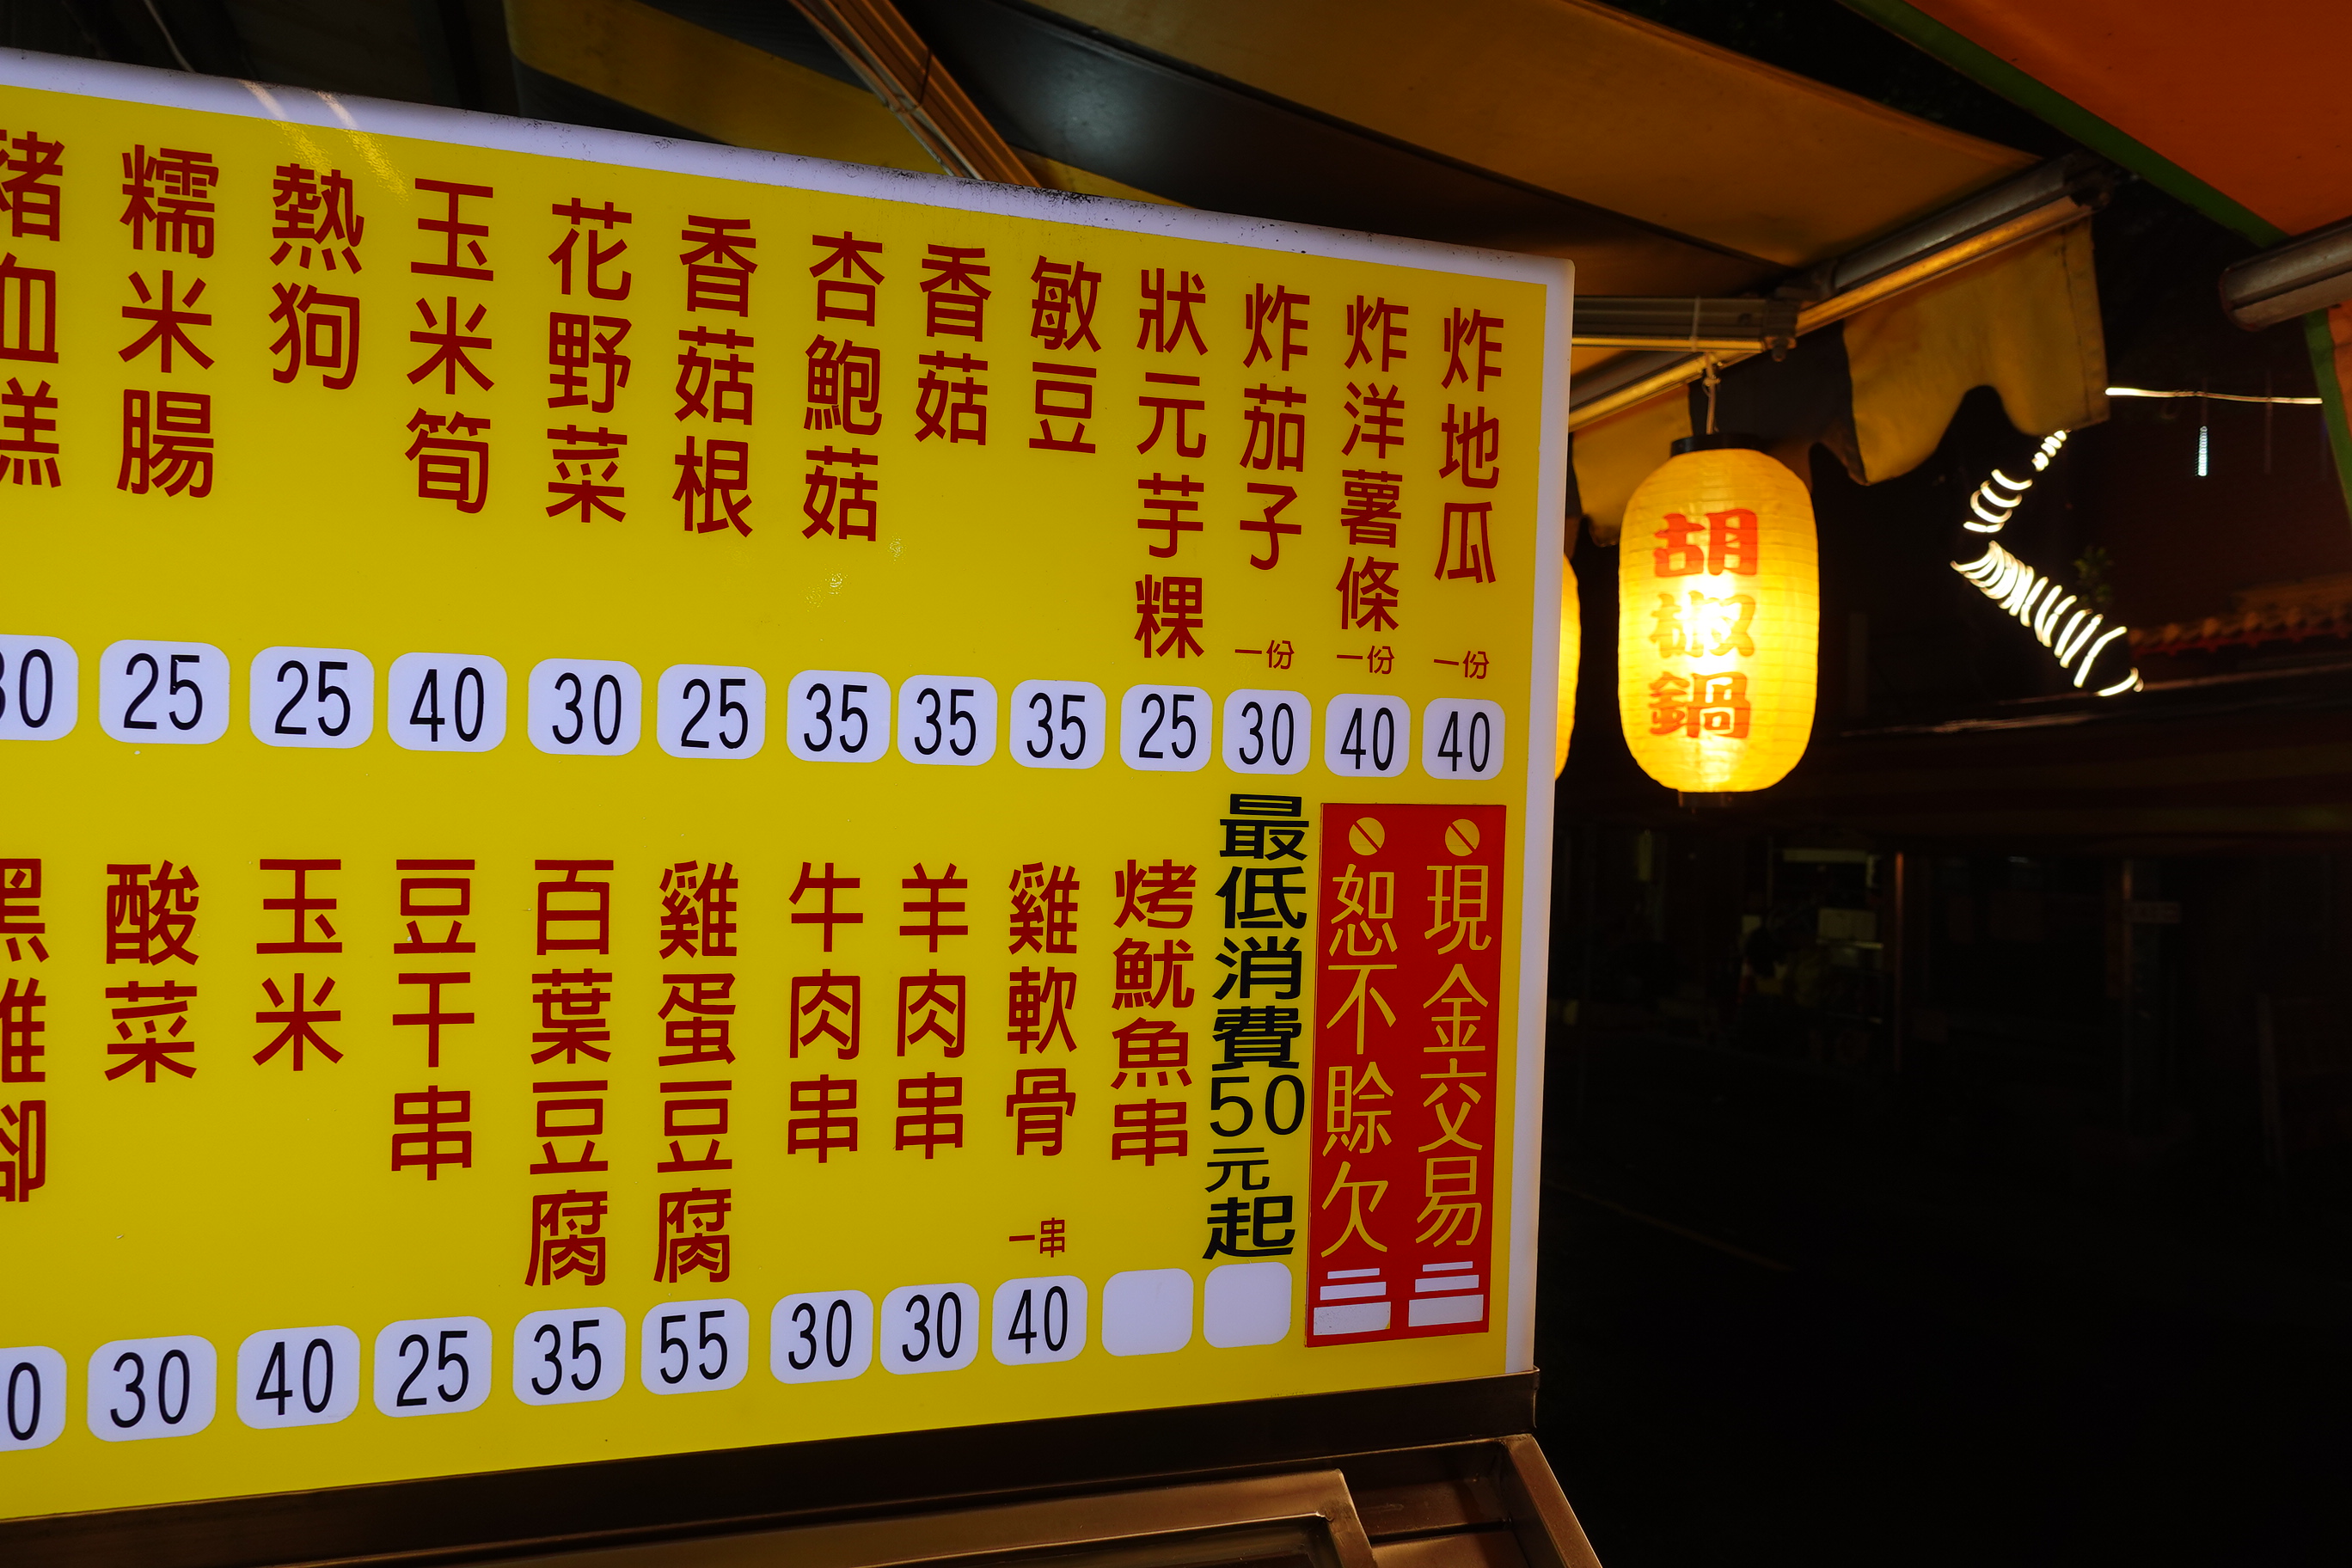 炸地瓜 一份 40
炸洋薯條 一份 40
炸茄子 一份 30
狀元芋粿 25
敏豆 35
香菇 35
杏鮑菇 35
香菇根 25
花野菜 30
玉米筍 40
熱狗 25
糯米腸 25
豬血糕 30
現金交易
恕不賒欠
最低消費50元起
烤魷魚串
雞軟骨 一串 40
羊肉串 30
牛肉串 30
雞蛋豆腐 55
百葉豆腐 35
豆干串 25
玉米 40
酸菜 30
胡椒鍋